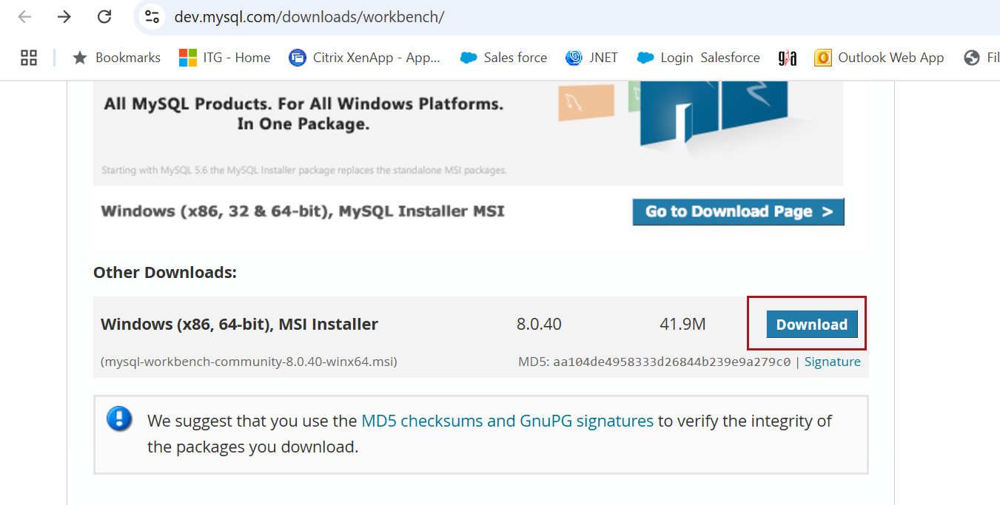 dev.mysql.com/downloads/workbench/
Bookmarks ITG - Home Citrix XenApp - App... Sales force JNET Login Salesforce g/a Outlook Web App Fil
All MySQL Products. For All Windows Platforms.
In One Package.
Starting with MySQL 5.6 the MySQL Installer package replaces the standalone MSI packages.
Windows (x86, 32 & 64-bit), MySQL Installer MSI Go to Download Page >
Other Downloads:
Windows (x86, 64-bit), MSI Installer 8.0.40 41.9M Download
(mysql-workbench-community-8.0.40-winx64.msi) MD5: aa104de4958333d26844b239e9a279c0 | Signature
We suggest that you use the MD5 checksums and GnuPG signatures to verify the integrity of
the packages you download.